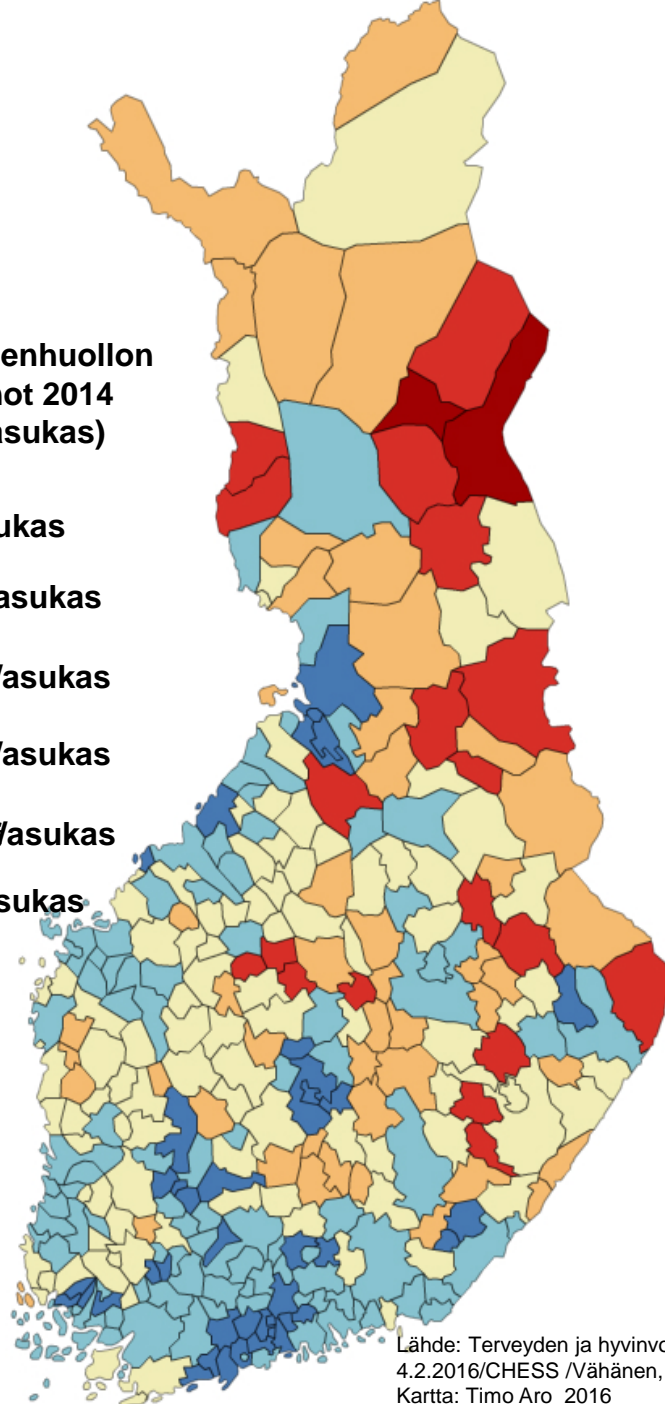 enhuollon
not 2014
asukas)
ukas
asukas
/asukas
/asukas
/asukas
sukas
Lähde: Terveyden ja hyvinvo
4.2.2016/CHESS /Vähänen,
Kartta: Timo Aro 2016